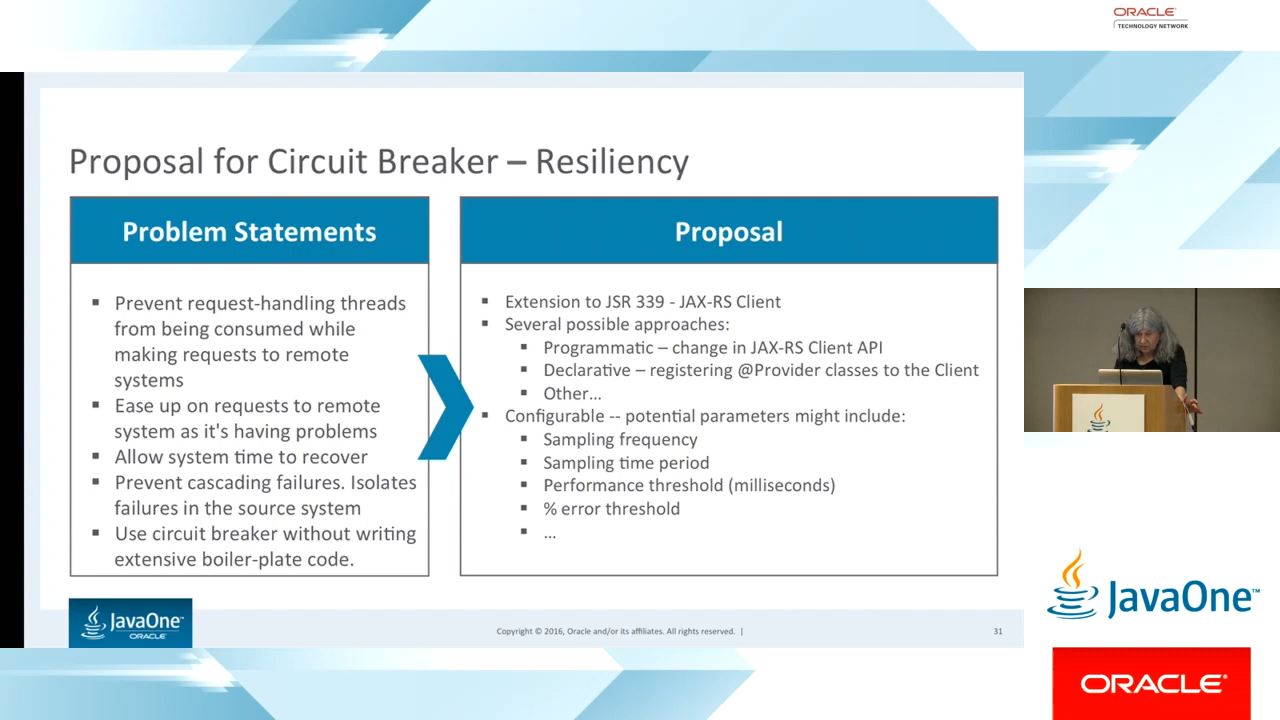 ORACLE
TECHNOLOGY NETWORK
Proposal for Circuit Breaker – Resiliency
Problem Statements
▪ Prevent request-handling threads
from being consumed while
making requests to remote
systems
▪ Ease up on requests to remote
system as it's having problems
▪ Allow system time to recover
▪ Prevent cascading failures. Isolates
failures in the source system
▪ Use circuit breaker without writing
extensive boiler-plate code.
Proposal
▪ Extension to JSR 339 - JAX-RS Client
▪ Several possible approaches:
▪ Programmatic – change in JAX-RS Client API
▪ Declarative – registering @Provider classes to the Client
▪ Other...
▪ Configurable -- potential parameters might include:
▪ Sampling frequency
▪ Sampling time period
▪ Performance threshold (milliseconds)
▪ % error threshold
▪ ...
JavaOne™
ORACLE
Copyright © 2016, Oracle and/or its affiliates. All rights reserved. |
31
JavaOne™
ORACLE®